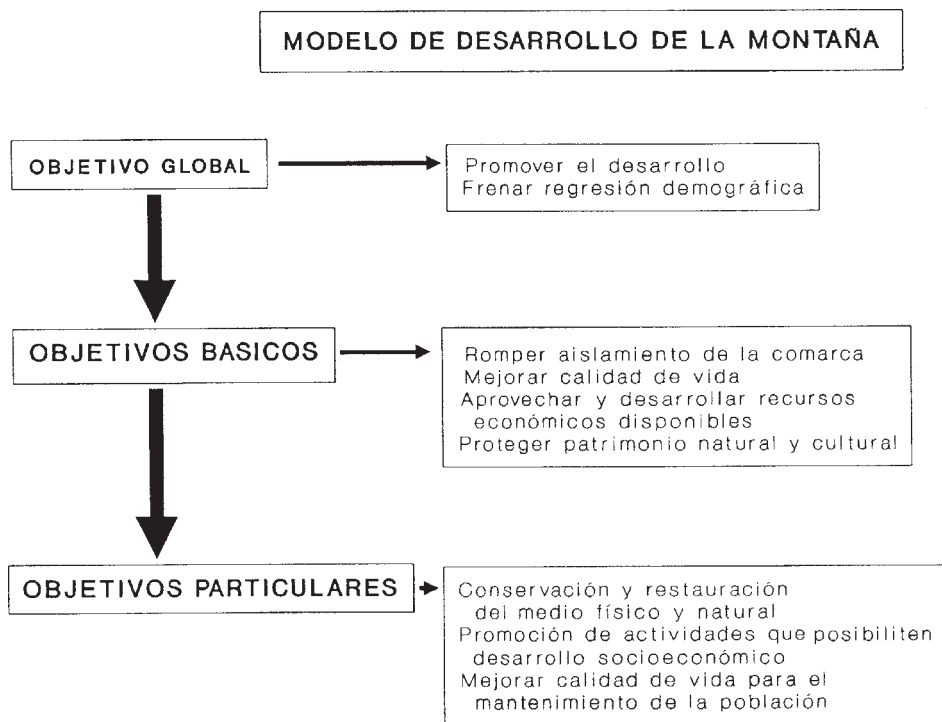 MODELO DE DESARROLLO DE LA MONTAÑA
OBJETIVO GLOBAL
Promover el desarrollo
Frenar regresión demográfica
OBJETIVOS BASICOS
Romper aislamiento de la comarca
Mejorar calidad de vida
Aprovechar y desarrollar recursos
económicos disponibles
Proteger patrimonio natural y cultural
OBJETIVOS PARTICULARES
Conservación y restauración
del medio físico y natural
Promoción de actividades que posibiliten
desarrollo socioeconómico
Mejorar calidad de vida para el
mantenimiento de la población